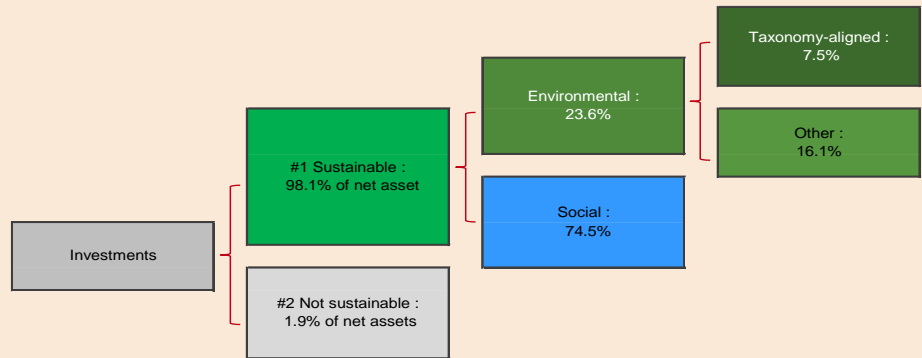 Investments
#1 Sustainable :
98.1% of net asset
#2 Not sustainable :
1.9% of net assets
Environmental :
23.6%
Social :
74.5%
Taxonomy-aligned :
7.5%
Other :
16.1%